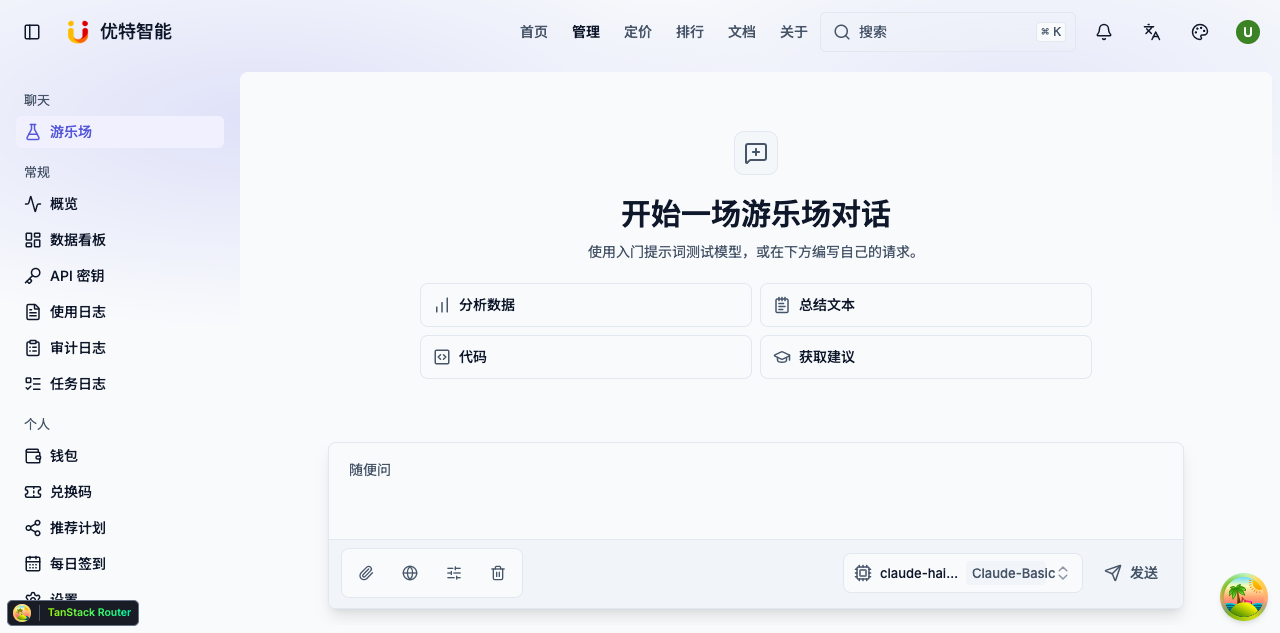 优特智能
首页 管理 定价 排行 文档 关于
搜索 ⌘ K
U
聊天
游乐场
常规
概览
数据看板
API 密钥
使用日志
审计日志
任务日志
个人
钱包
兑换码
推荐计划
每日签到
设置
TanStack Router
开始一场游乐场对话
使用入门提示词测试模型，或在下方编写自己的请求。
分析数据
总结文本
代码
获取建议
随便问
claude-hai... Claude-Basic
发送